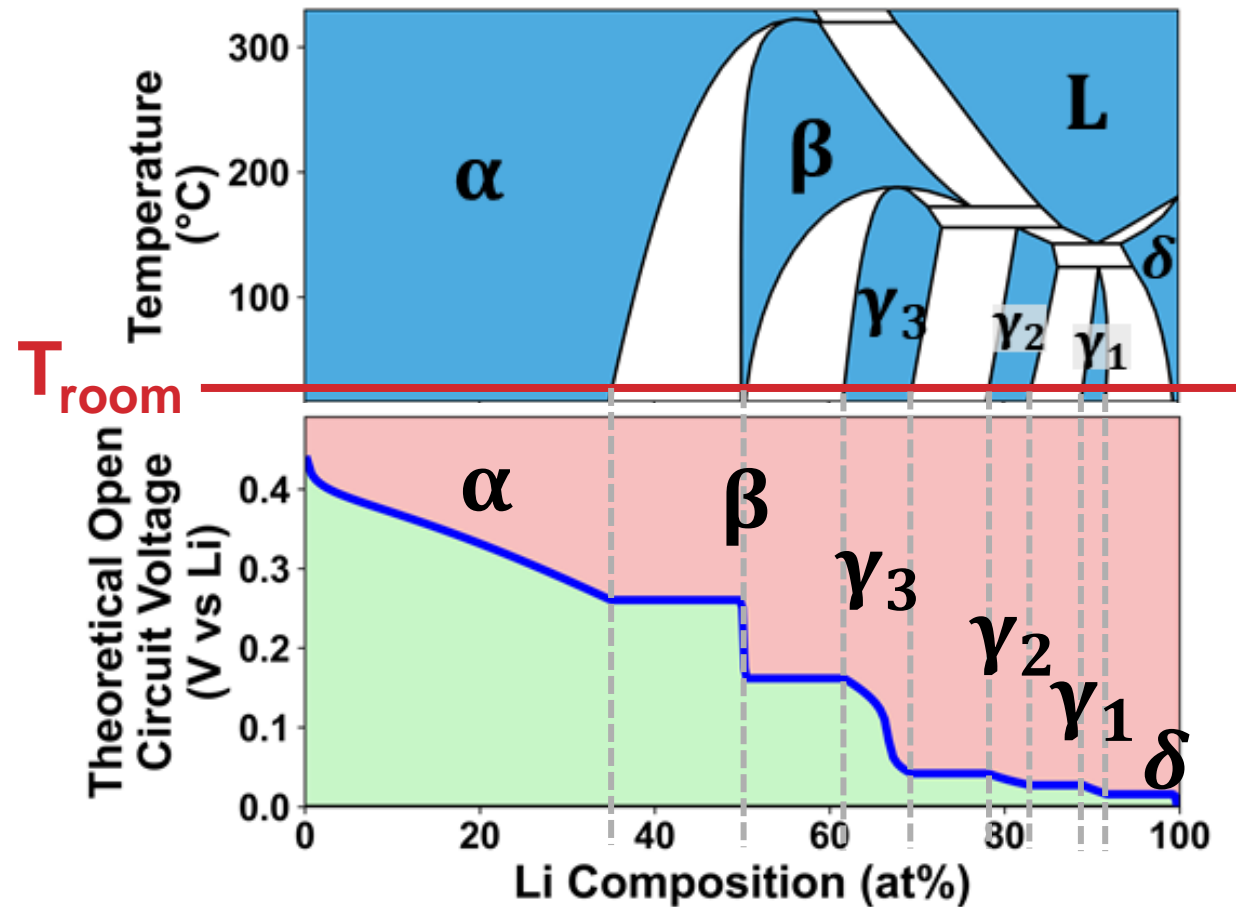 Temperature
(°C)
300
200
100
α
β
L
γ3
γ2
γ1
δ
Troom
Theoretical Open
Circuit Voltage
(V vs Li)
0.4
0.3
0.2
0.1
0.0
α
β
γ3
γ2
γ1
δ
0 20 40 60 80 100
Li Composition (at%)